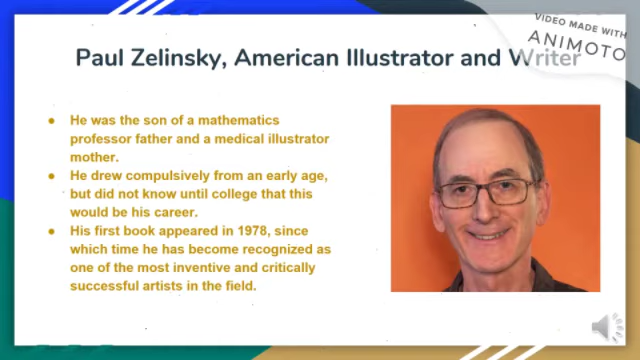 VIDEO MADE WITH
ANIMOTO
Paul Zelinsky, American Illustrator and Writer
● He was the son of a mathematics
professor father and a medical illustrator
mother.
● He drew compulsively from an early age,
but did not know until college that this
would be his career.
● His first book appeared in 1978, since
which time he has become recognized as
one of the most inventive and critically
successful artists in the field.